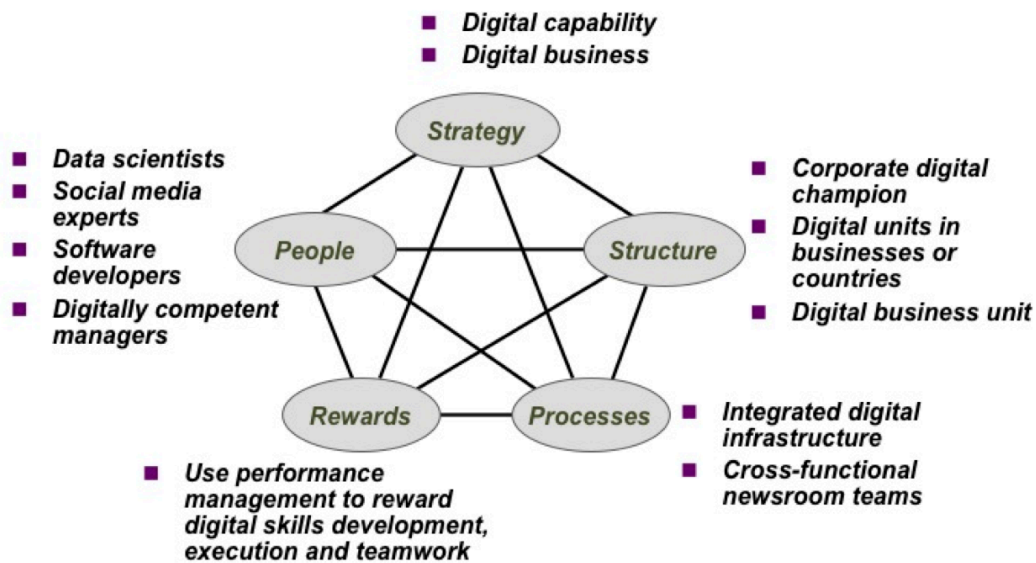 Digital capability
Digital business
Strategy
Data scientists
Social media
experts
Software
developers
Digitally competent
managers
People
Structure
Corporate digital
champion
Digital units in
businesses or
countries
Digital business unit
Rewards
Processes
Use performance
management to reward
digital skills development,
execution and teamwork
Integrated digital
infrastructure
Cross-functional
newsroom teams